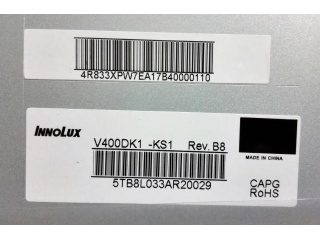 4R833XPW7EA17B40000110
INNOLUX
V400DK1 -KS1 Rev. B8
MADE IN CHINA
5TB8L033AR20029
CAPG
RoHS